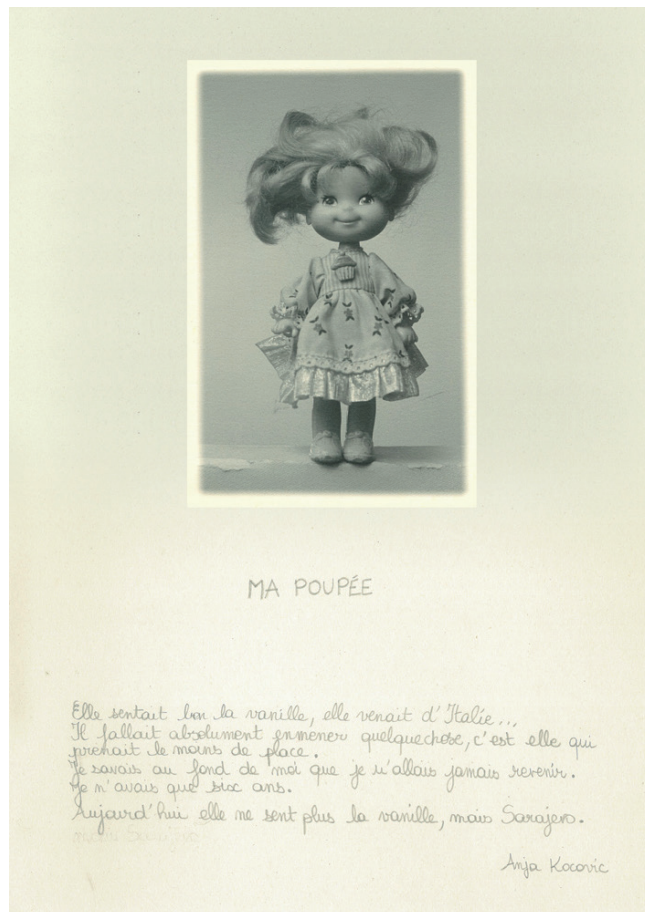 MA POUPÉE
Elle sentait bon la vanille, elle venait d'Italie...
Il fallait absolument emmener quelquechose, c'est elle qui
prenait le moins de place.
Je savais au fond de moi que je n'allais jamais revenir.
Je n'avais que six ans.
Aujourd'hui elle ne sent plus la vanille, mais Sarajevo.
Anja Kocovic